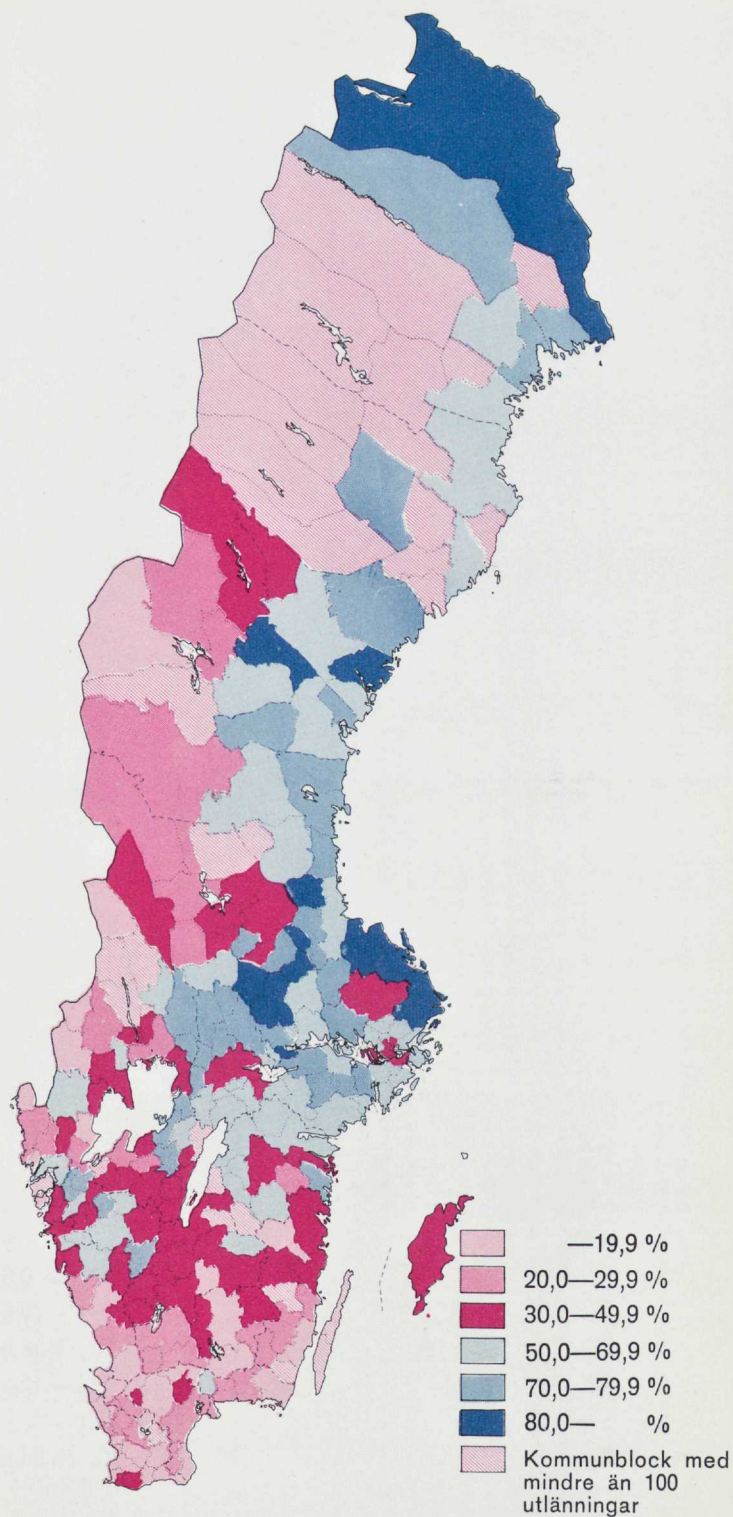 —19,9 %
20,0—29,9 %
30,0—49,9 %
50,0—69,9 %
70,0—79,9 %
80,0— %
Kommunblock med
mindre än 100
utlänningar